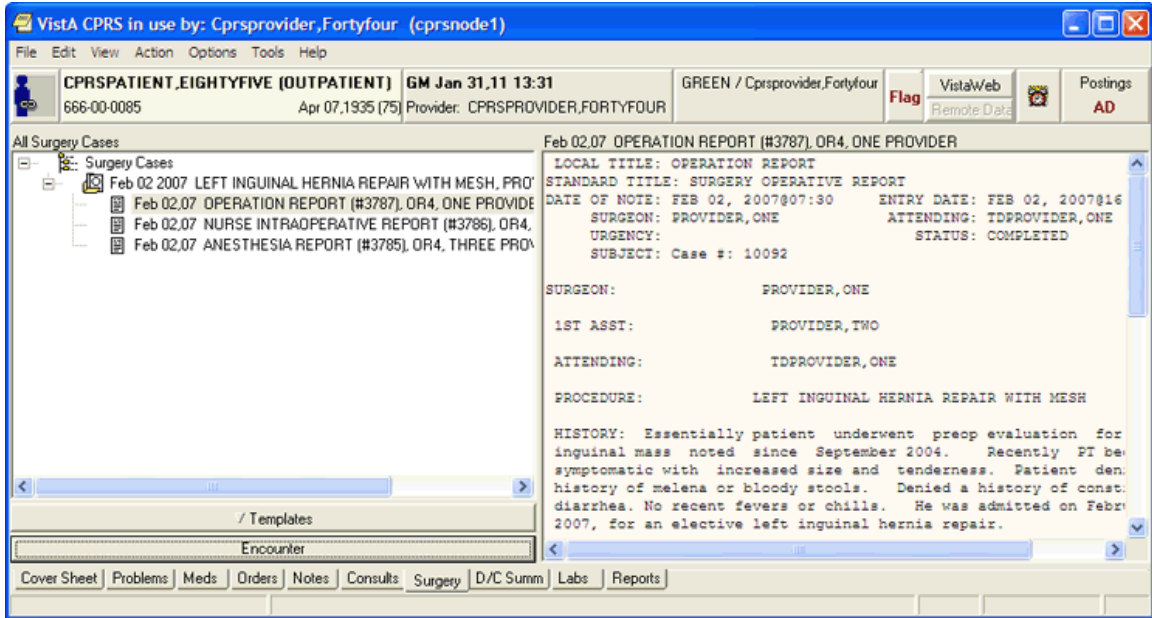 VistA CPRS in use by: Cprsprovider,Fortyfour (cprsnode1)
File Edit View Action Options Tools Help
CPRSPATIENT,EIGHTYFIVE (OUTPATIENT)
666-00-0085 Apr 07,1935 (75)
GM Jan 31,11 13:31
Provider: CPRSPROVIDER,FORTYFOUR
GREEN / Cprsprovider,Fortyfour
Flag
VistaWeb
Remote Data
Postings
AD
All Surgery Cases
Surgery Cases
Feb 02 2007 LEFT INGUINAL HERNIA REPAIR WITH MESH, PRO
Feb 02,07 OPERATION REPORT (#3787), OR4, ONE PROVIDE
Feb 02,07 NURSE INTRAOPERATIVE REPORT (#3786), OR4,
Feb 02,07 ANESTHESIA REPORT (#3785), OR4, THREE PROV
/ Templates
Encounter
Feb 02,07 OPERATION REPORT (#3787), OR4, ONE PROVIDER
LOCAL TITLE: OPERATION REPORT
STANDARD TITLE: SURGERY OPERATIVE REPORT
DATE OF NOTE: FEB 02, 2007@07:30 ENTRY DATE: FEB 02, 2007@16
SURGEON: PROVIDER,ONE ATTENDING: TDPROVIDER,ONE
URGENCY: STATUS: COMPLETED
SUBJECT: Case #: 10092
SURGEON: PROVIDER,ONE
1ST ASST: PROVIDER,TWO
ATTENDING: TDPROVIDER,ONE
PROCEDURE: LEFT INGUINAL HERNIA REPAIR WITH MESH
HISTORY: Essentially patient underwent preop evaluation for
inguinal mass noted since September 2004. Recently PT be
symptomatic with increased size and tenderness. Patient den
history of melena or bloody stools. Denied a history of const
diarrhea. No recent fevers or chills. He was admitted on Febr
2007, for an elective left inguinal hernia repair.
Cover Sheet Problems Meds Orders Notes Consults Surgery D/C Summ Labs Reports